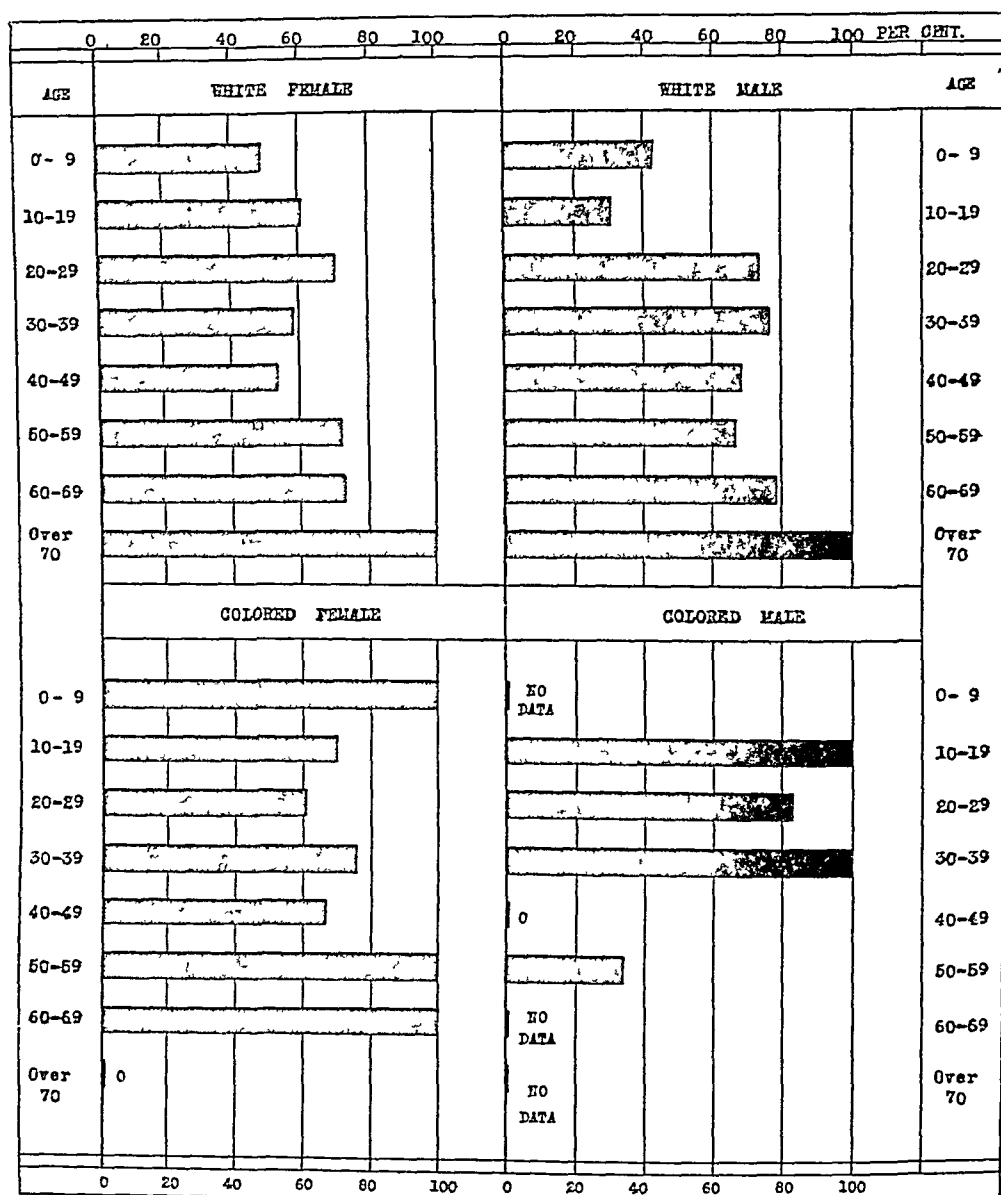 0 20 40 60 80 100 0 20 40 60 80 100 PER CENT.
AGE WHITE FEMALE WHITE MALE AGE
0- 9 0- 9
10-19 10-19
20-29 20-29
30-39 30-39
40-49 40-49
50-59 50-59
60-69 60-69
Over Over
70 70
COLORED FEMALE COLORED MALE
0- 9 NO 0- 9
DATA
10-19 10-19
20-29 20-29
30-39 30-39
40-49 0 40-49
50-59 50-59
60-69 NO 60-69
DATA
Over 0 Over
70 NO 70
DATA
0 20 40 60 80 100 0 20 40 60 80 100